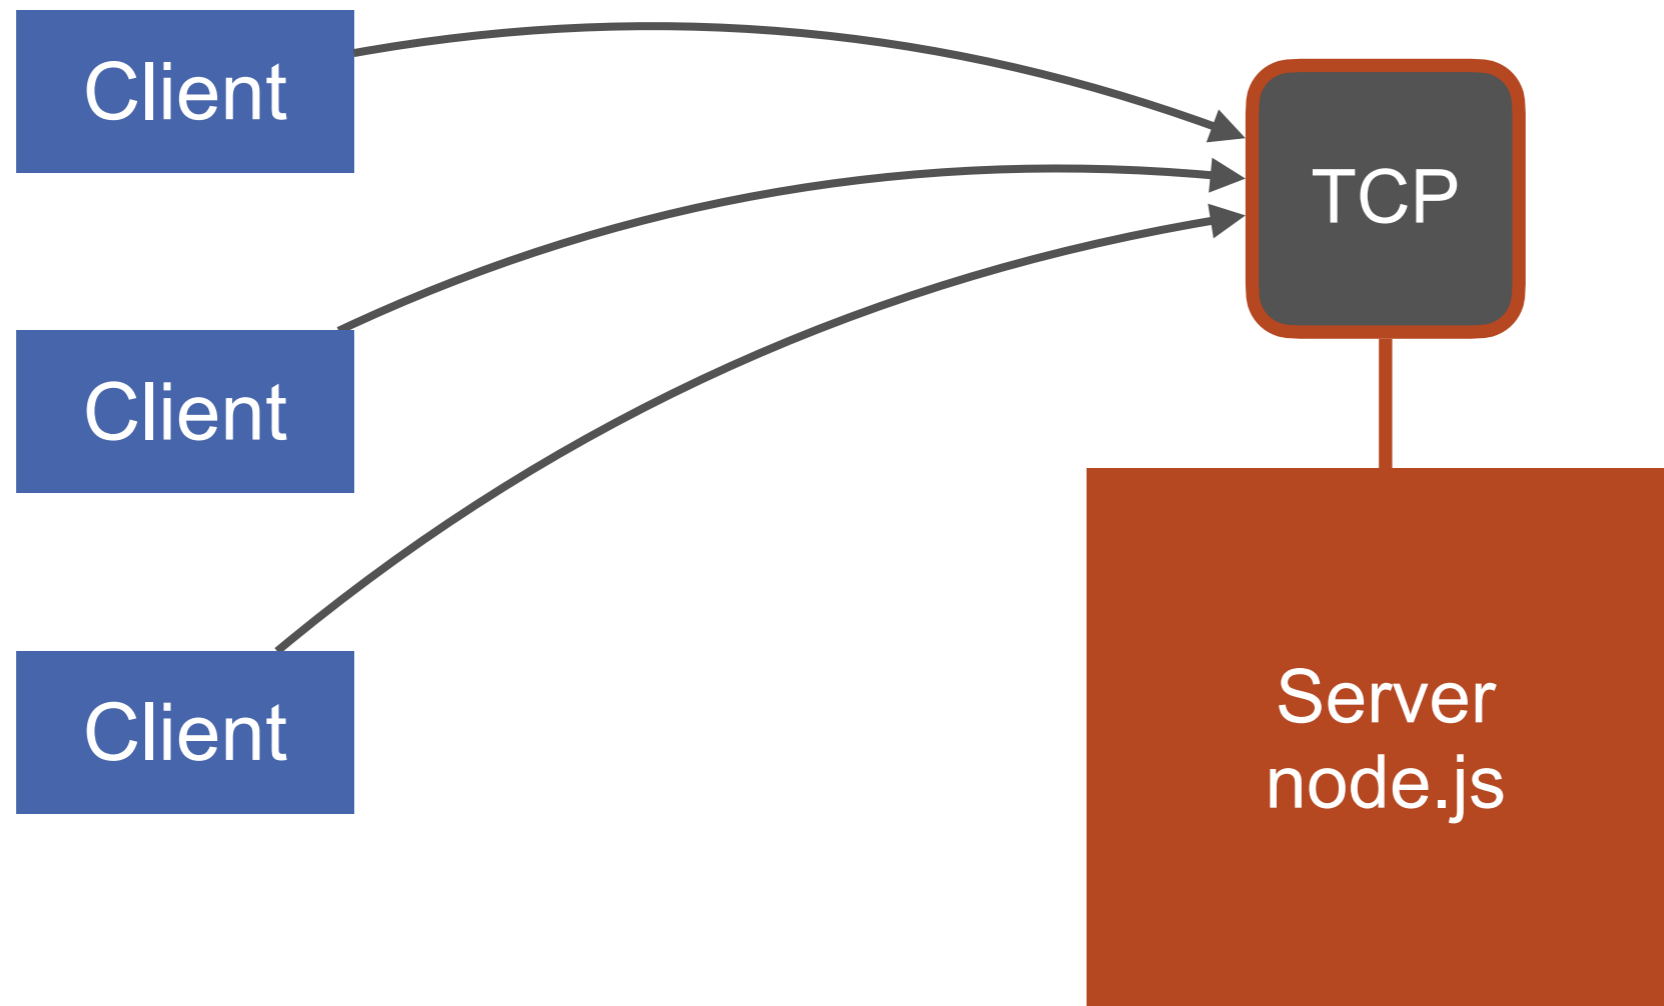 Client
TCP
Client
Client
Server
node.js